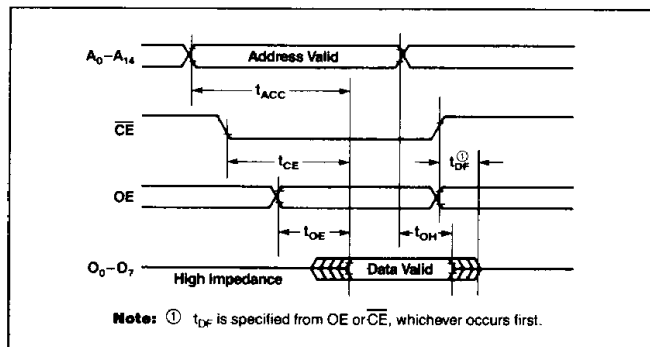 A0–A14
Address Valid
tACC
CE
tCE
tDF①
OE
tOE
tOH
O0–O7
High Impedance
Data Valid
Note: ① tDF is specified from OE or CE, whichever occurs first.